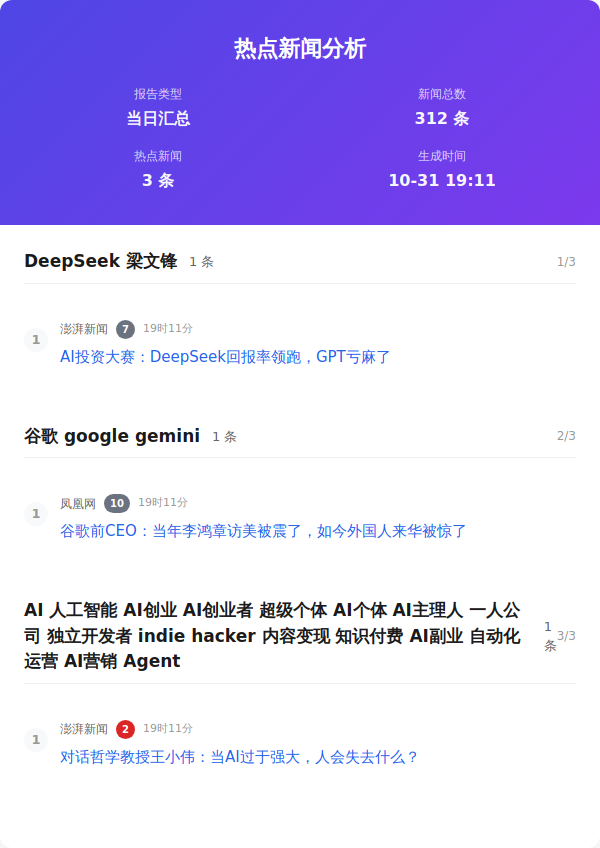 热点新闻分析
报告类型
当日汇总
新闻总数
312 条
热点新闻
3 条
生成时间
10-31 19:11
DeepSeek 梁文锋 1 条 1/3
1
澎湃新闻 7 19时11分
AI投资大赛：DeepSeek回报率领跑，GPT亏麻了
谷歌 google gemini 1 条 2/3
1
凤凰网 10 19时11分
谷歌前CEO：当年李鸿章访美被震了，如今外国人来华被惊了
AI 人工智能 AI创业 AI创业者 超级个体 AI个体 AI主理人 一人公
司 独立开发者 indie hacker 内容变现 知识付费 AI副业 自动化
运营 AI营销 Agent
1
条
3/3
1
澎湃新闻 2 19时11分
对话哲学教授王小伟：当AI过于强大，人会失去什么？